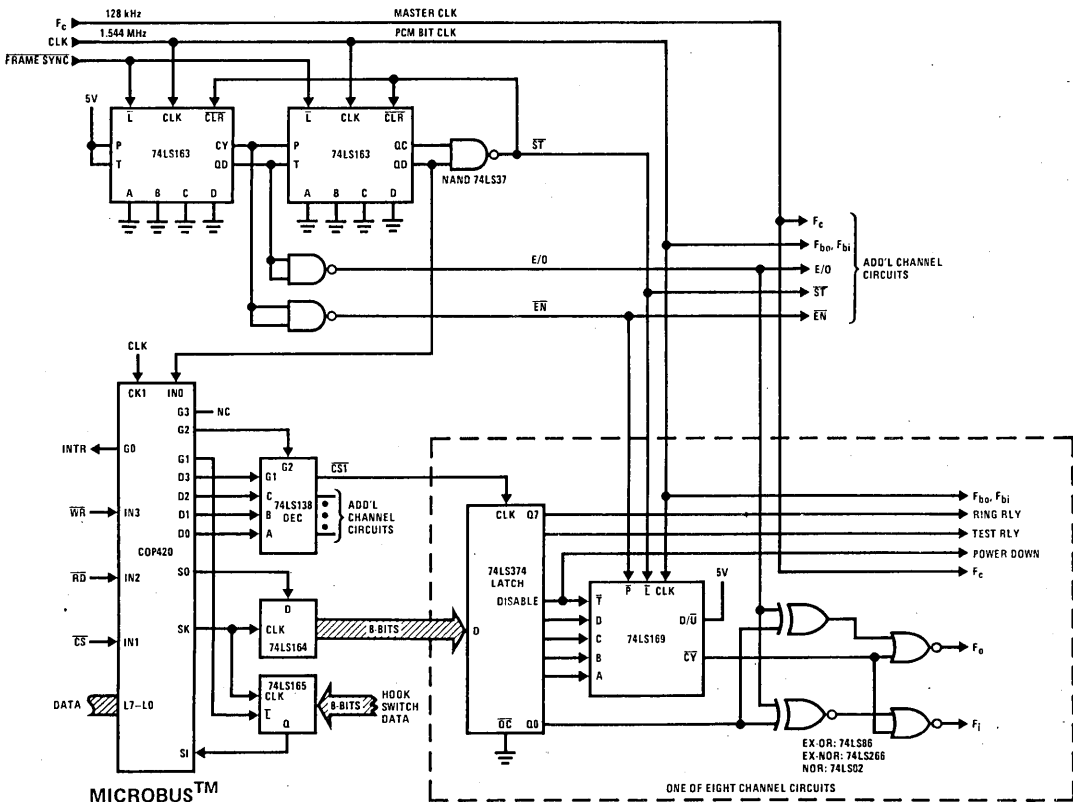 Fc 128 kHz MASTER CLK
CLK 1.544 MHz PCM BIT CLK
FRAME SYNC
5V
L CLK CLR
P 74LS163 CY
T QD
A B C D
L CLK CLR
P 74LS163 QC
T QD
A B C D
NAND 74LS37
ST
E/O
EN
Fc
Fbo, Fbi
E/O
ST
EN
ADD'L CHANNEL
CIRCUITS
CLK
CK1 IN0
G3 NC
G2
INTR G0
G1
D3
D2
D1
D0
WR IN3
COP420
RD IN2
SO
SK
CS IN1
DATA L7-L0
SI
MICROBUS™
G2
G1
C 74LS138
B DEC
A
CS1
ADD'L
CHANNEL
CIRCUITS
D
CLK
74LS164
8-BITS
74LS165
CLK
L
Q
8-BITS
HOOK
SWITCH
DATA
CLK Q7
74LS374
LATCH
DISABLE
D
OC Q0
P L CLK
T
D
C 74LS169
B
A
D/U
CY
5V
Fbo, Fbi
RING RLY
TEST RLY
POWER DOWN
Fc
Fo
Fi
EX-OR: 74LS86
EX-NOR: 74LS266
NOR: 74LS02
ONE OF EIGHT CHANNEL CIRCUITS